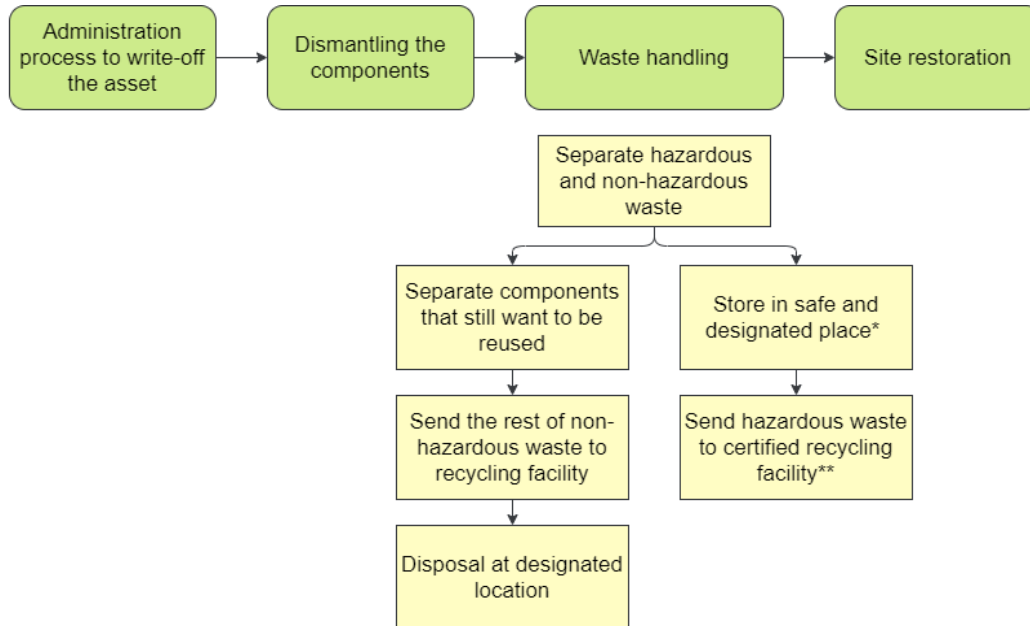 Administration
process to write-off
the asset
Dismantling the
components
Waste handling
Site restoration
Separate hazardous
and non-hazardous
waste
Separate components
that still want to be
reused
Store in safe and
designated place*
Send the rest of non-
hazardous waste to
recycling facility
Send hazardous waste
to certified recycling
facility**
Disposal at designated
location